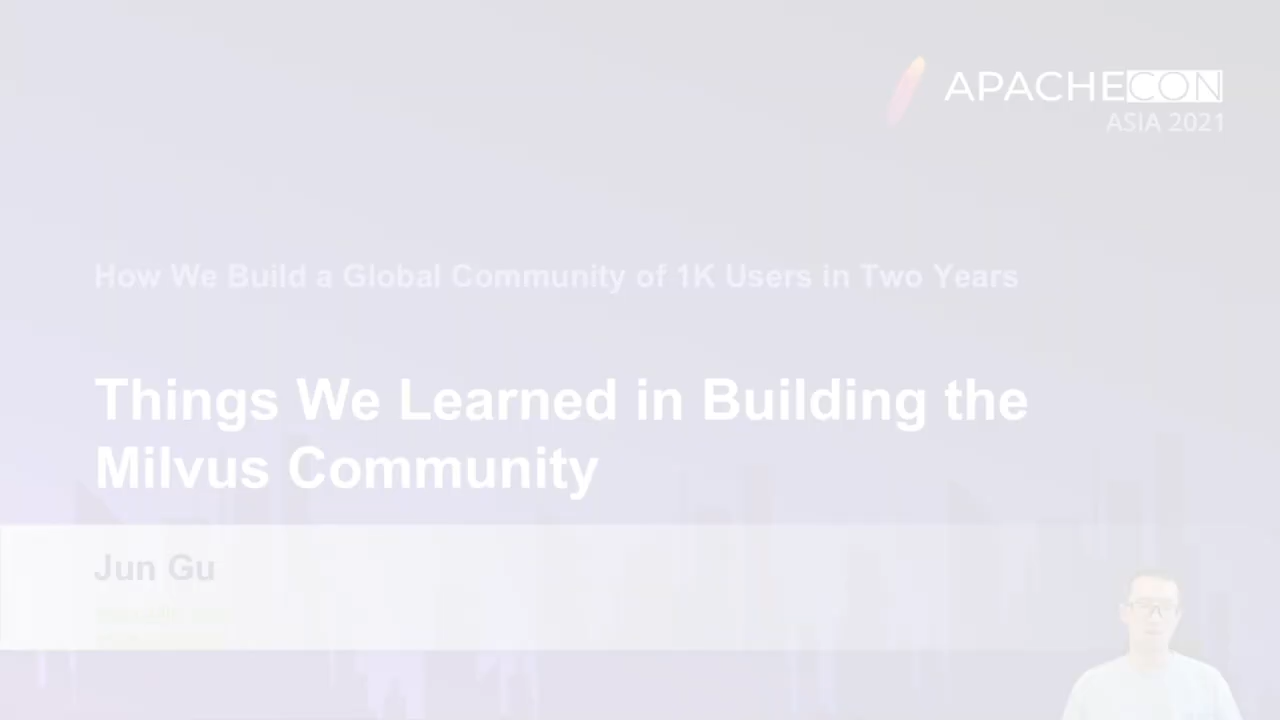 APACHECON
ASIA 2021
How We Build a Global Community of 1K Users in Two Years
Things We Learned in Building the
Milvus Community
Jun Gu